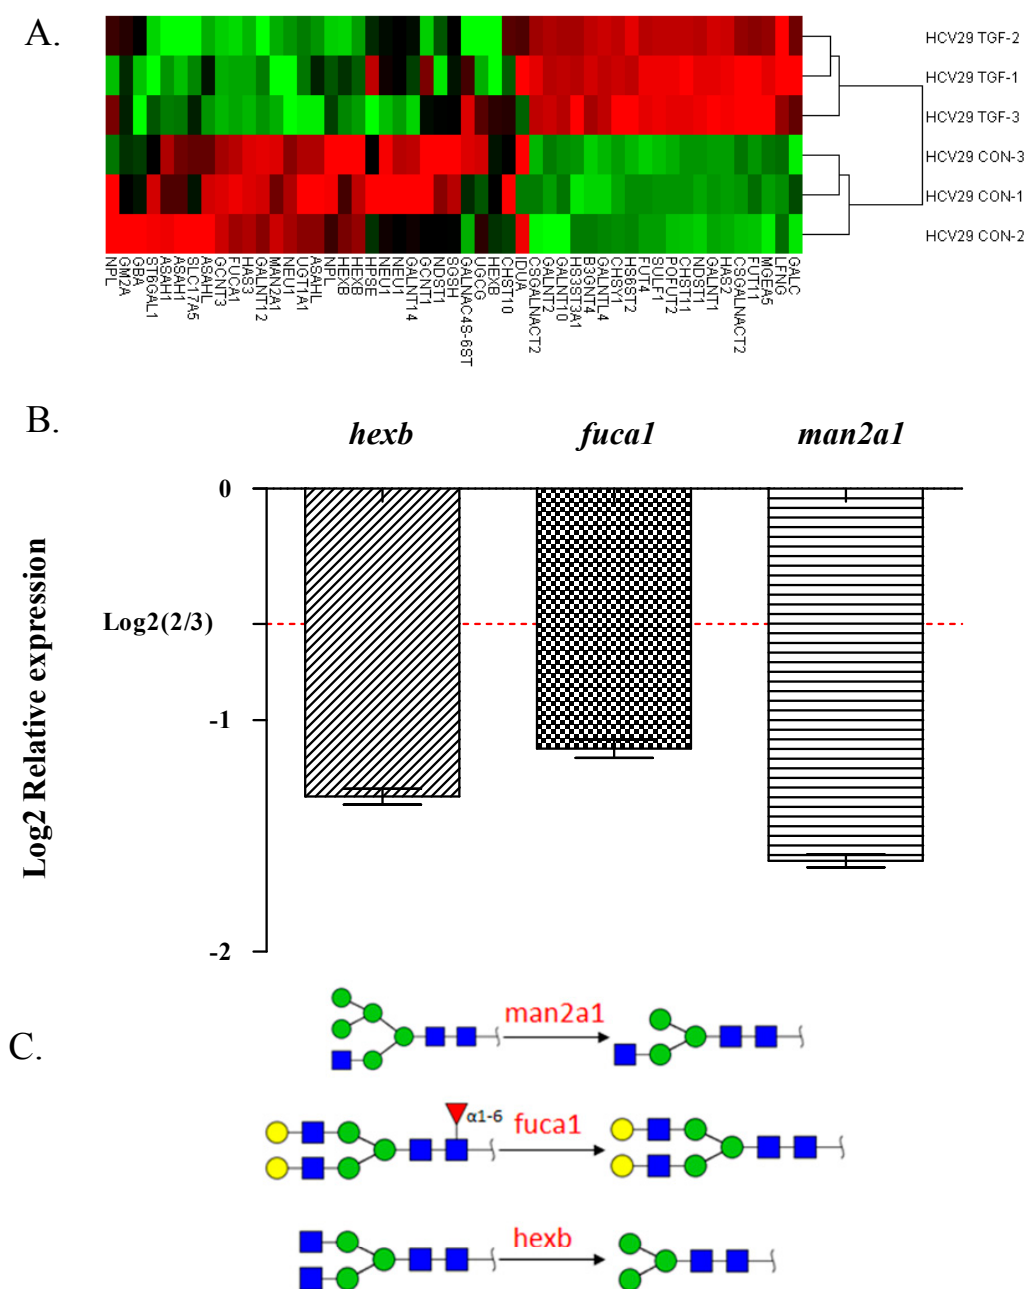 A.
HCV29 TGF-2
HCV29 TGF-1
HCV29 TGF-3
HCV29 CON-3
HCV29 CON-1
HCV29 CON-2
NPL
GM2A
GBA
ST6GAL1
ASAH1
ASAH1
SLC17A5
ASAHL
GCNT3
FUCA1
HAS3
GALNT12
MAN2A1
NEU1
UGT1A1
ASAHL
NPL
HEXB
HEXB
HPSE
NEU1
NEU1
GALNT14
GCNT1
NDST1
SGSH
GALNAC4S-6ST
UGCG
HEXB
CHST10
IDUA
CSGALNACT2
GALNT2
GALNT10
HS3ST3A1
B3GNT4
GALNTL4
CHSY1
HS6ST2
FUT4
SULF1
POFUT2
CHST11
NDST1
GALNT1
HAS2
CSGALNACT2
FUT11
MGEA5
LFNG
GALC
B.
hexb fuca1 man2a1
0
Log2(2/3)
-1
-2
Log2 Relative expression
C.
man2a1
α1-6
fuca1
hexb